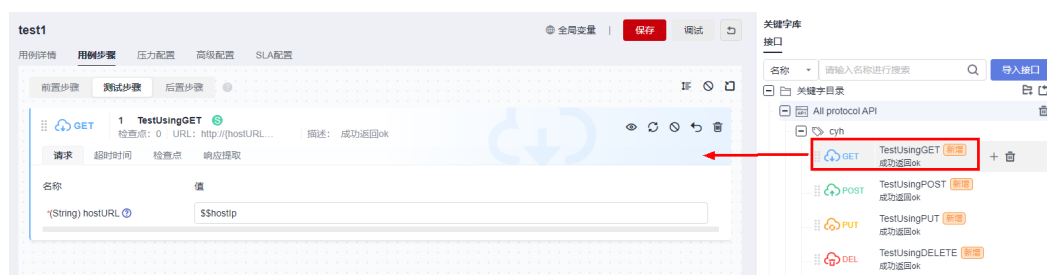 test1
全局变量
保存
调试
用例详情
用例步骤
压力配置
高级配置
SLA配置
前置步骤
测试步骤
后置步骤
GET
1 TestUsingGET S
检查点: 0 URL: http://{hostURL...
描述: 成功返回ok
请求
超时时间
检查点
响应提取
名称
值
*(String) hostURL
$$hostIp
关键字库
接口
名称
请输入名称进行搜索
导入接口
关键字目录
All protocol API
cyh
GET
TestUsingGET 新增
成功返回ok
POST
TestUsingPOST 新增
成功返回ok
PUT
TestUsingPUT 新增
成功返回ok
DEL
TestUsingDELETE 新增
成功返回ok